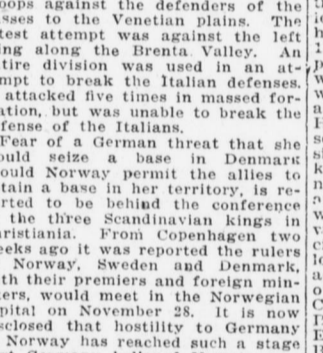 oops against the defenders of the
sses to the Venetian plains. The
test attempt was against the left
ing along the Brenta Valley. An
tire division was used in an at-
mpt to break the Italian defenses.
attacked five times in massed for-
ation, but was unable to break the
fense of the Italians.
Fear of a German threat that she
ould seize a base in Denmark
ould Norway permit the allies to
tain a base in her territory, is re-
rted to be behind the conference
the three Scandinavian kings in
ristiania. From Copenhagen two
eeks ago it was reported the rulers
Norway, Sweden and Denmark,
th their premiers and foreign min-
ers, would meet in the Norwegian
pital on November 28. It is now
sclosed that hostility to Germany
Norway has reached such a stage